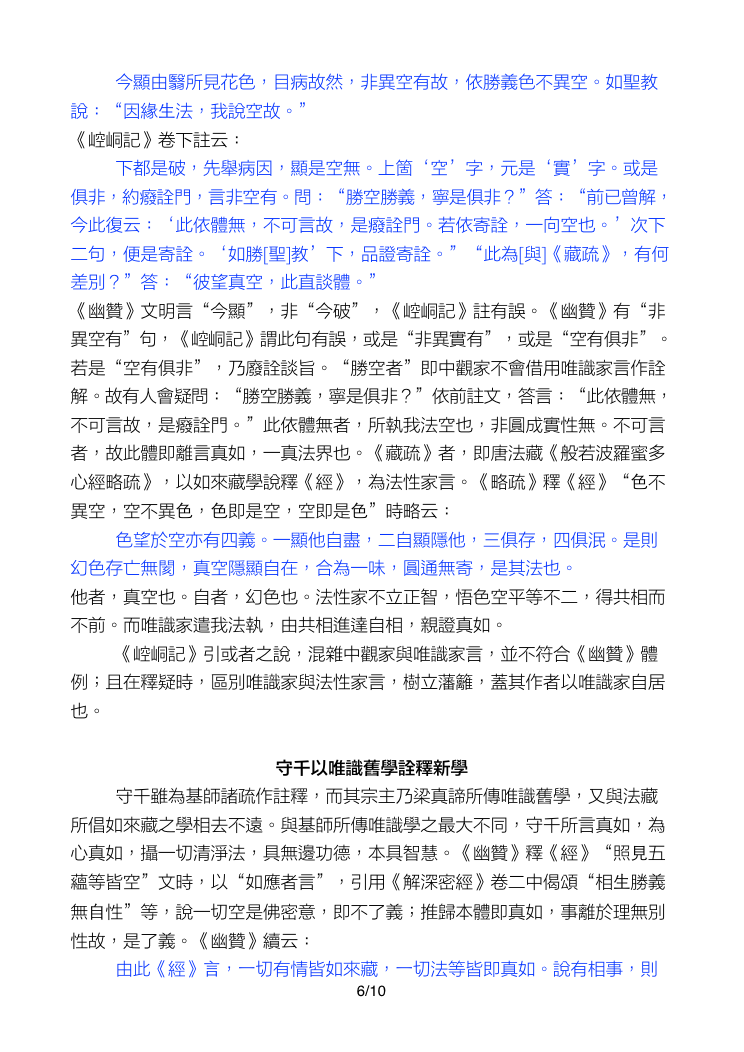 今顯由翳所見花色，目病故然，非異空有故，依勝義色不異空。如聖教
說：“因緣生法，我說空故。”
《崆峒記》卷下註云：
下都是破，先舉病因，顯是空無。上箇‘空’字，元是‘實’字。或是
俱非，約癈詮門，言非空有。問：“勝空勝義，寧是俱非？”答：“前已曾解，
今此復云：‘此依體無，不可言故，是癈詮門。若依寄詮，一向空也。’次下
二句，便是寄詮。‘如勝[聖]教’下，品證寄詮。”“此為[與]《藏疏》，有何
差別？”答：“彼望真空，此直談體。”
《幽贊》文明言“今顯”，非“今破”，《崆峒記》註有誤。《幽贊》有“非
異空有”句，《崆峒記》謂此句有誤，或是“非異實有”，或是“空有俱非”。
若是“空有俱非”，乃廢詮談旨。“勝空者”即中觀家不會借用唯識家言作詮
解。故有人會疑問：“勝空勝義，寧是俱非？”依前註文，答言：“此依體無，
不可言故，是癈詮門。”此依體無者，所執我法空也，非圓成實性無。不可言
者，故此體即離言真如，一真法界也。《藏疏》者，即唐法藏《般若波羅蜜多
心經略疏》，以如來藏學說釋《經》，為法性家言。《略疏》釋《經》“色不
異空，空不異色，色即是空，空即是色”時略云：
色望於空亦有四義。一顯他自盡，二自顯隱他，三俱存，四俱泯。是則
幻色存亡無閡，真空隱顯自在，合為一味，圓通無寄，是其法也。
他者，真空也。自者，幻色也。法性家不立正智，悟色空平等不二，得共相而
不前。而唯識家遣我法執，由共相進達自相，親證真如。
《崆峒記》引或者之說，混雜中觀家與唯識家言，並不符合《幽贊》體
例；且在釋疑時，區別唯識家與法性家言，樹立藩籬，蓋其作者以唯識家自居
也。
守千以唯識舊學詮釋新學
守千雖為基師諸疏作註釋，而其宗主乃梁真諦所傳唯識舊學，又與法藏
所倡如來藏之學相去不遠。與基師所傳唯識學之最大不同，守千所言真如，為
心真如，攝一切清淨法，具無邊功德，本具智慧。《幽贊》釋《經》“照見五
蘊等皆空”文時，以“如應者言”，引用《解深密經》卷二中偈頌“相生勝義
無自性”等，說一切空是佛密意，即不了義；推歸本體即真如，事離於理無別
性故，是了義。《幽贊》續云：
由此《經》言，一切有情皆如來藏，一切法等皆即真如。說有相事，則
6/10